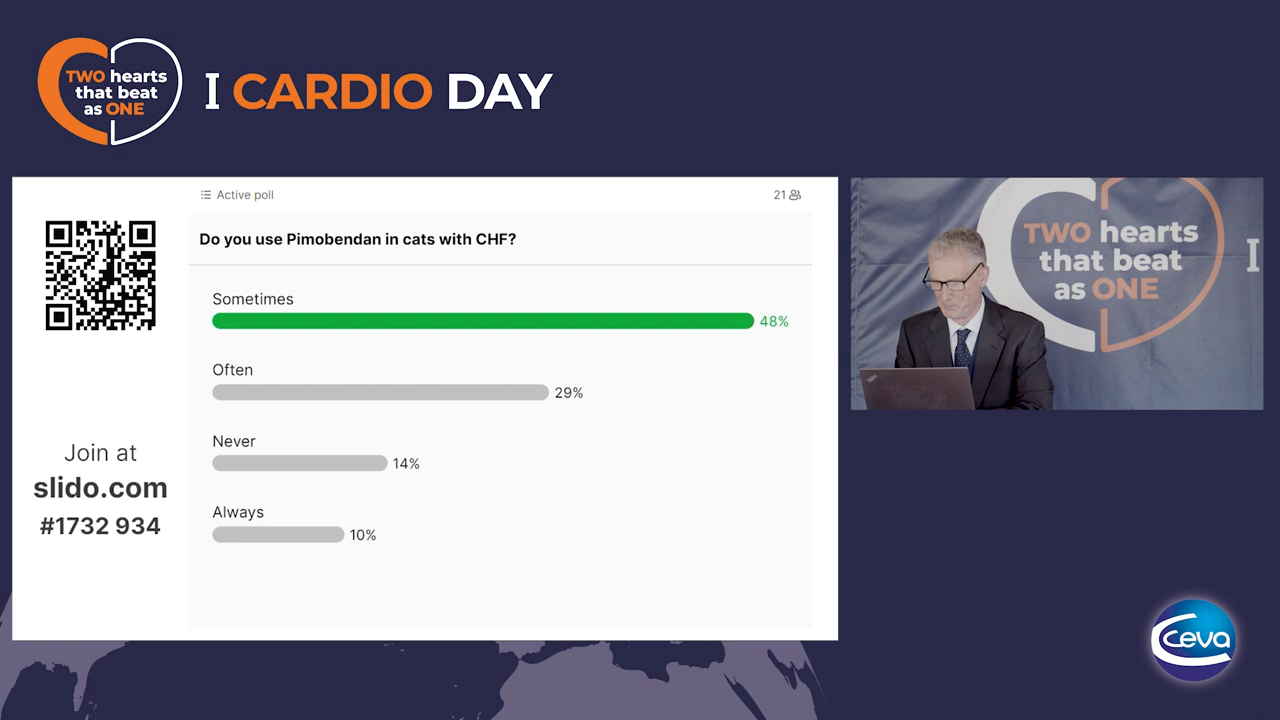 TWO hearts
that beat
as ONE
I CARDIO DAY
Active poll
21
Do you use Pimobendan in cats with CHF?
Sometimes
48%
Often
29%
Never
14%
Always
10%
Join at
slido.com
#1732 934
TWO hearts
that beat
as ONE
I
Ceva